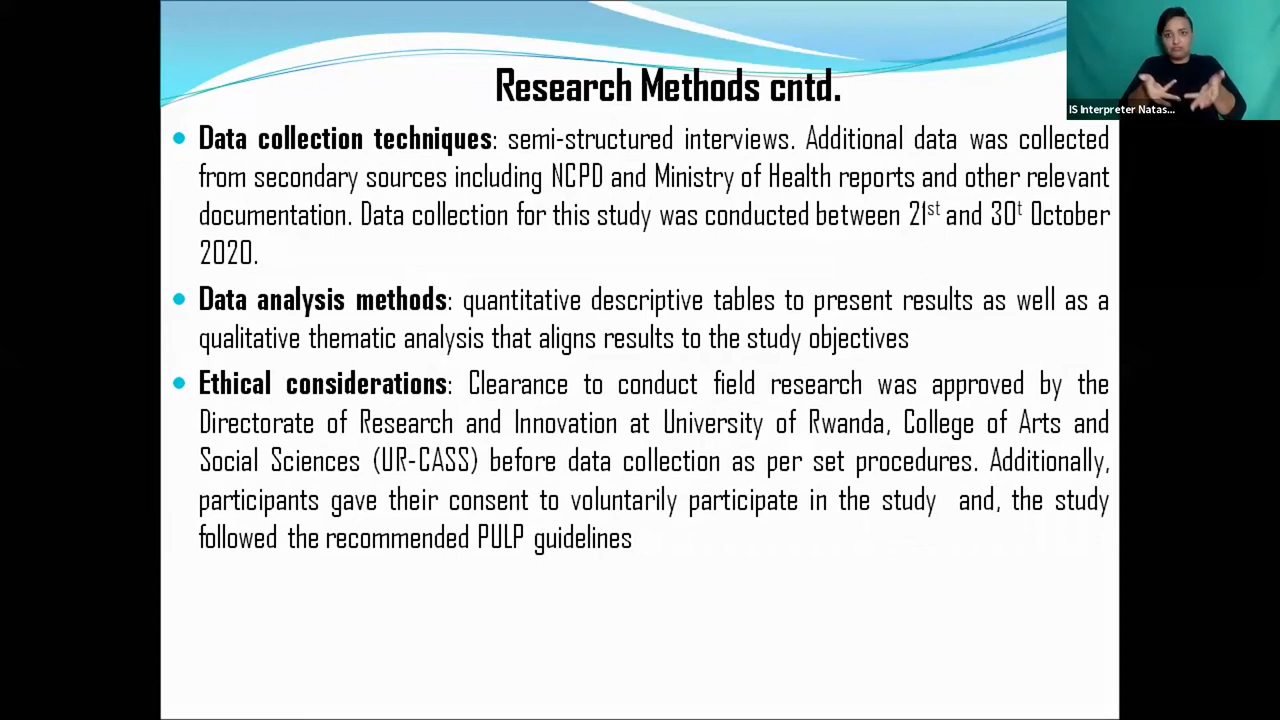 Research Methods cntd.
IS Interpreter Natas...
Data collection techniques: semi-structured interviews. Additional data was collected
from secondary sources including NCPD and Ministry of Health reports and other relevant
documentation. Data collection for this study was conducted between 21st and 30t October
2020.
Data analysis methods: quantitative descriptive tables to present results as well as a
qualitative thematic analysis that aligns results to the study objectives
Ethical considerations: Clearance to conduct field research was approved by the
Directorate of Research and Innovation at University of Rwanda, College of Arts and
Social Sciences (UR-CASS) before data collection as per set procedures. Additionally,
participants gave their consent to voluntarily participate in the study and, the study
followed the recommended PULP guidelines